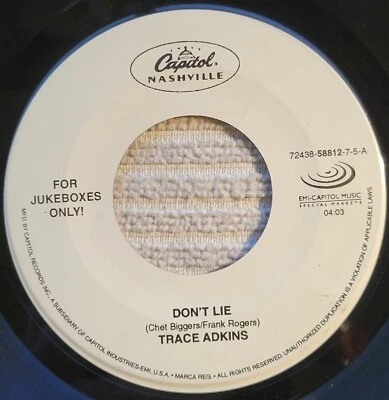 Capitol
NASHVILLE
72438-58812-7-5-A
FOR
JUKEBOXES
ONLY!
EMI-CAPITOL MUSIC
SPECIAL MARKETS
04:03
DON'T LIE
(Chet Biggers/Frank Rogers)
TRACE ADKINS
MFD. BY CAPITOL RECORDS INC., A SUBSIDIARY OF CAPITOL INDUSTRIES-EMI, U.S.A. • MARCA REG. • ALL RIGHTS RESERVED. UNAUTHORIZED DUPLICATION IS A VIOLATION OF APPLICABLE LAWS.